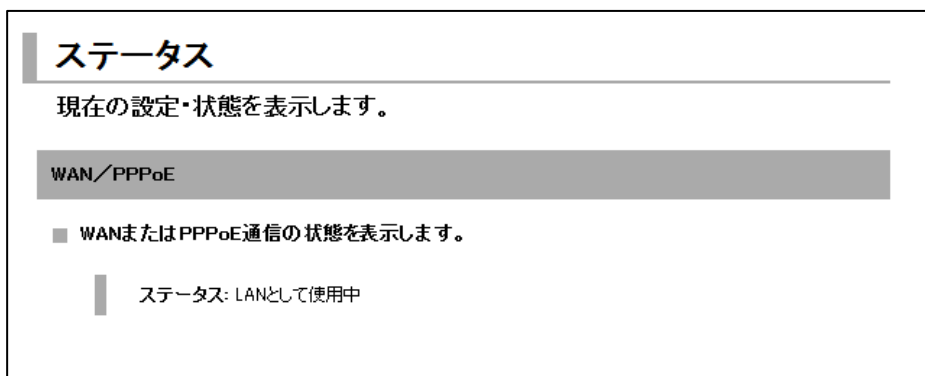 ステータス
現在の設定・状態を表示します。
WAN／PPPoE
WANまたはPPPoE通信の状態を表示します。
ステータス: LANとして使用中